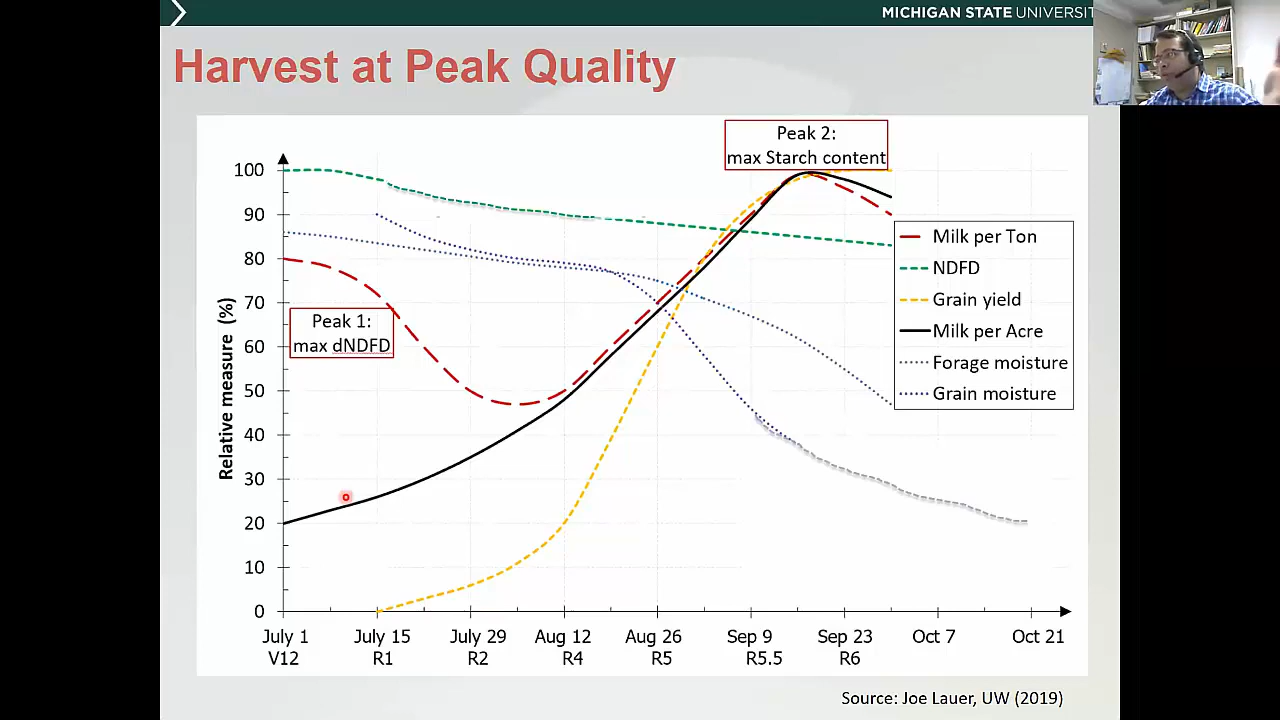 MICHIGAN STATE UNIVERSIT
Harvest at Peak Quality
Peak 2:
max Starch content
Peak 1:
max dNDFD
Relative measure (%)
100
90
80
70
60
50
40
30
20
10
0
Milk per Ton
NDFD
Grain yield
Milk per Acre
Forage moisture
Grain moisture
July 1 July 15 July 29 Aug 12 Aug 26 Sep 9 Sep 23 Oct 7 Oct 21
V12 R1 R2 R4 R5 R5.5 R6
Source: Joe Lauer, UW (2019)